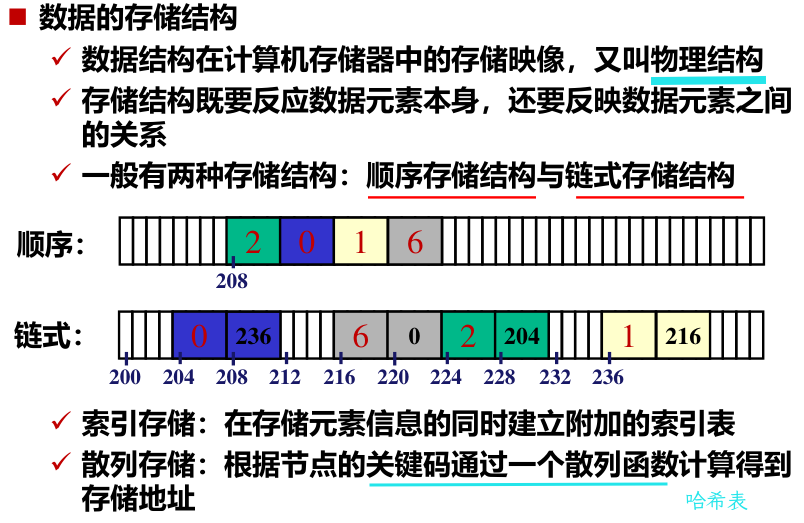 数据的存储结构
数据结构在计算机存储器中的存储映像，又叫物理结构
存储结构既要反应数据元素本身，还要反映数据元素之间
的关系
一般有两种存储结构：顺序存储结构与链式存储结构
顺序： 2 0 1 6
208
链式： 0 236 6 0 2 204 1 216
200 204 208 212 216 220 224 228 232 236
索引存储：在存储元素信息的同时建立附加的索引表
散列存储：根据节点的关键码通过一个散列函数计算得到
存储地址
哈希表